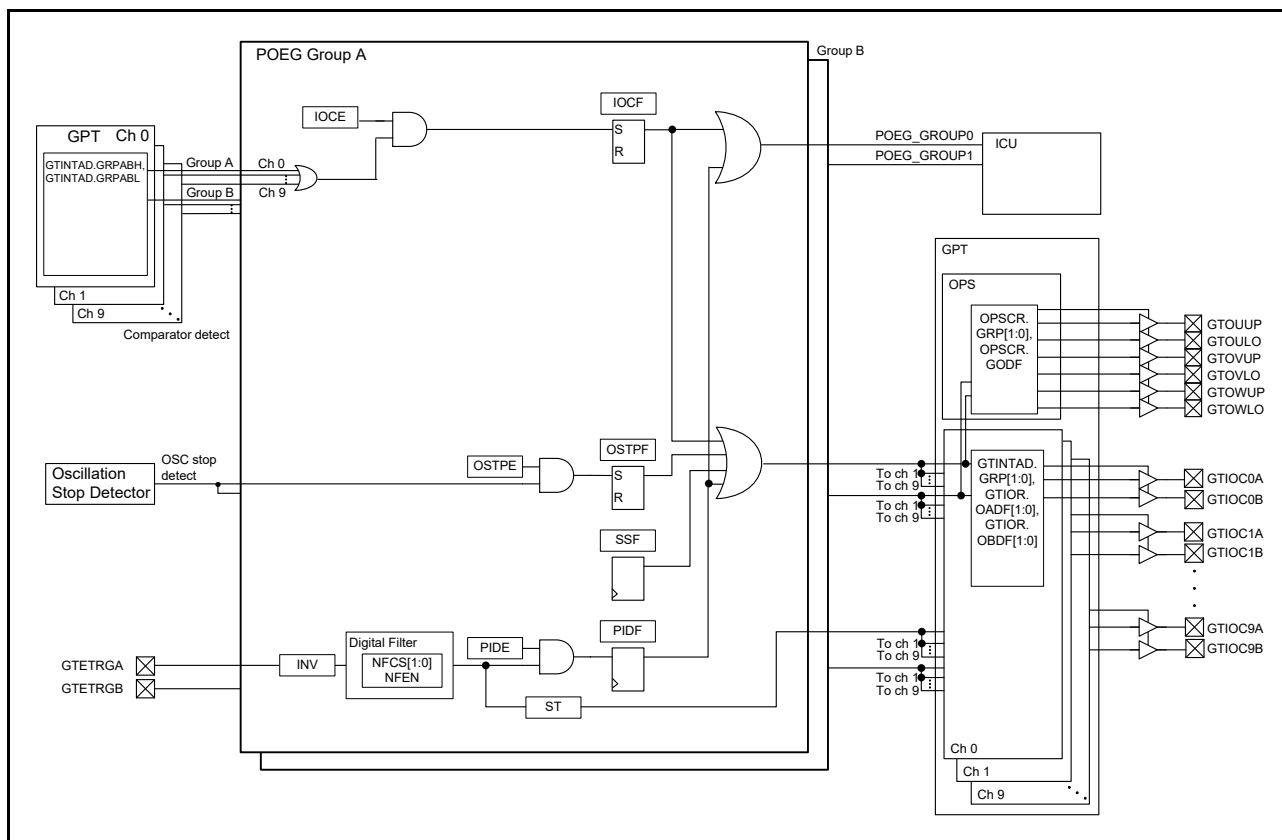 POEG Group A
Group B
GPT
Ch 0
GTINTAD.GRPABH,
GTINTAD.GRPABL
Group A
Group B
Ch 1
Ch 9
Comparator detect
Ch 0
Ch 9
IOCE
IOCF
S
R
POEG_GROUP0
POEG_GROUP1
ICU
GPT
OPS
OPSCR.
GRP[1:0],
OPSCR.
GODF
GTOUUP
GTOULO
GTOVUP
GTOVLO
GTOWUP
GTOWLO
Oscillation
Stop Detector
OSC stop
detect
OSTPE
OSTPF
S
R
SSF
To ch 1
To ch 9
To ch 1
To ch 9
GTINTAD.
GRP[1:0],
GTIOR.
OADF[1:0],
GTIOR.
OBDF[1:0]
GTIOC0A
GTIOC0B
GTIOC1A
GTIOC1B
GTIOC9A
GTIOC9B
GTETRGA
GTETRGB
INV
Digital Filter
NFCS[1:0]
NFEN
PIDE
PIDF
ST
To ch 1
To ch 9
To ch 1
To ch 9
Ch 0
Ch 1
Ch 9